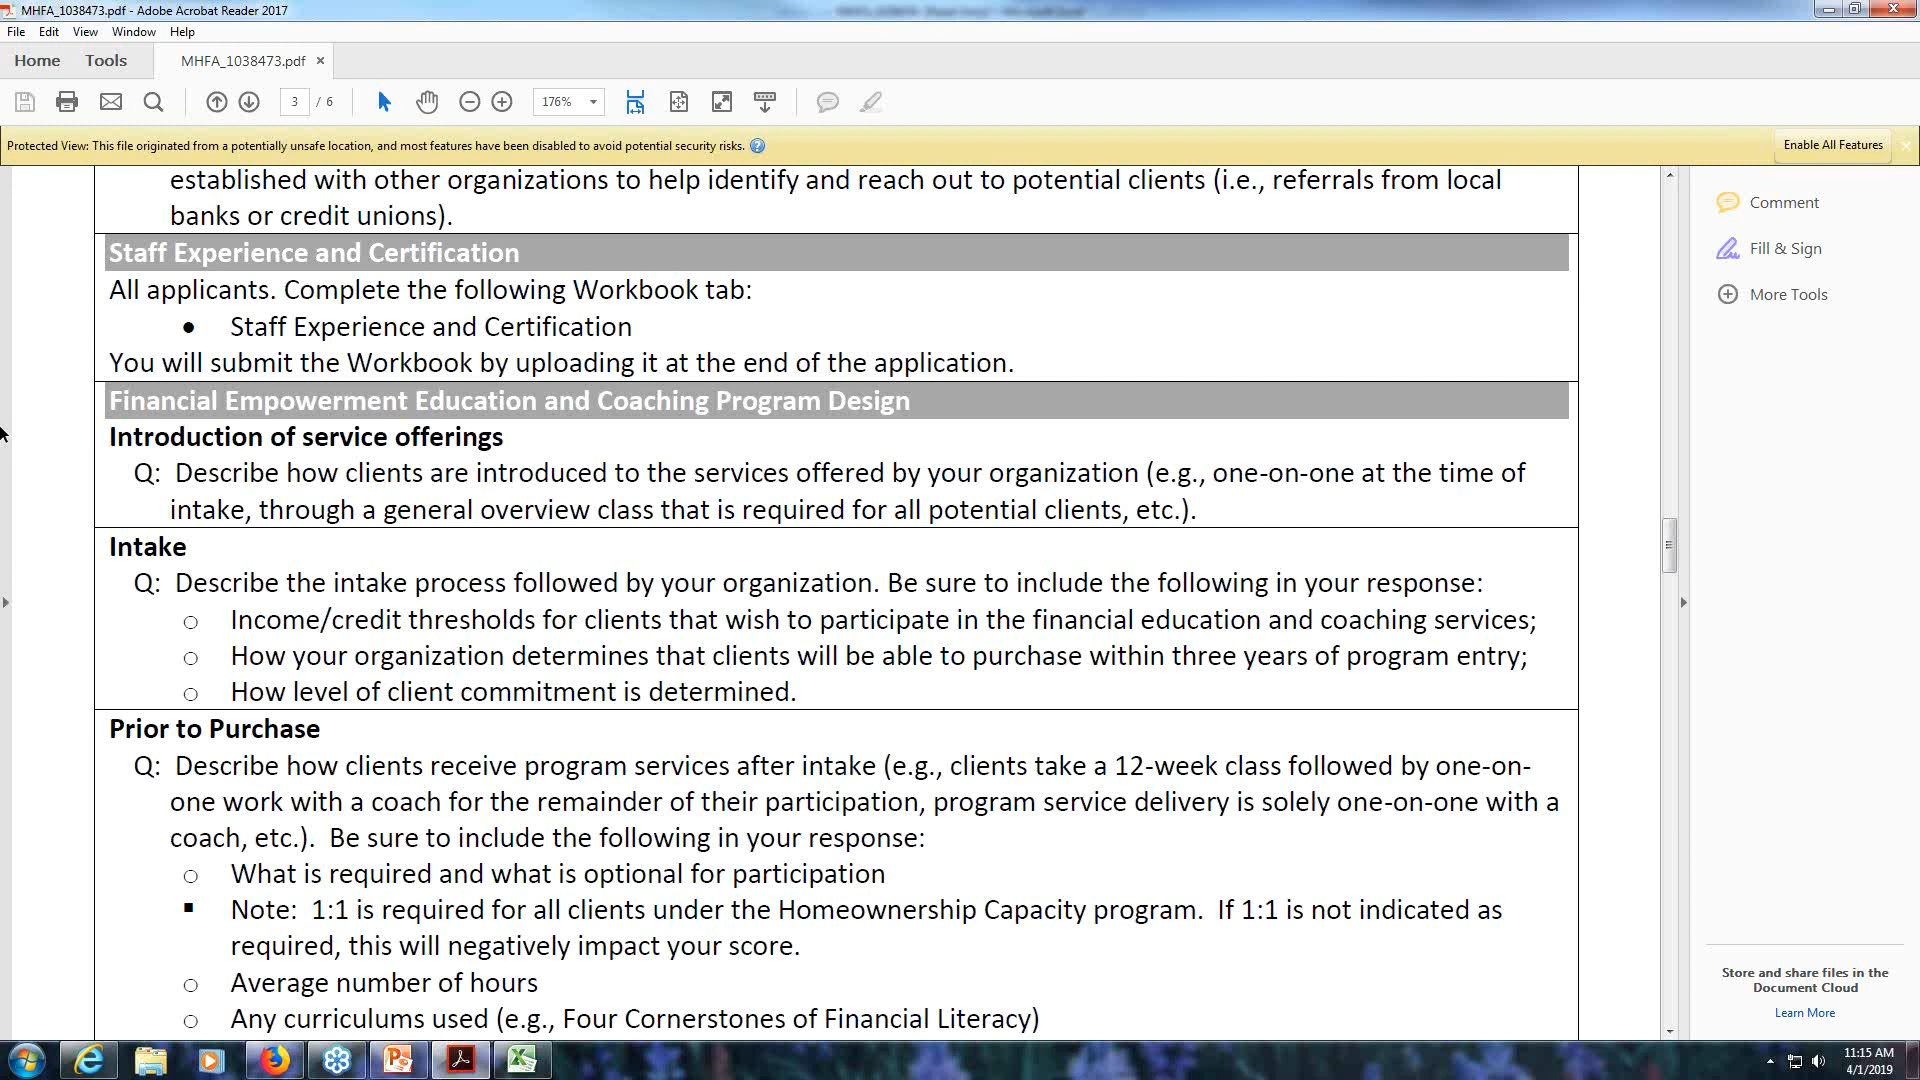 MHFA_1038473.pdf - Adobe Acrobat Reader 2017
File Edit View Window Help
Home Tools MHFA_1038473.pdf ×
3 / 6 176%
Protected View: This file originated from a potentially unsafe location, and most features have been disabled to avoid potential security risks. Enable All Features
established with other organizations to help identify and reach out to potential clients (i.e., referrals from local
banks or credit unions).
Staff Experience and Certification
All applicants. Complete the following Workbook tab:
• Staff Experience and Certification
You will submit the Workbook by uploading it at the end of the application.
Financial Empowerment Education and Coaching Program Design
Introduction of service offerings
Q: Describe how clients are introduced to the services offered by your organization (e.g., one-on-one at the time of
intake, through a general overview class that is required for all potential clients, etc.).
Intake
Q: Describe the intake process followed by your organization. Be sure to include the following in your response:
○ Income/credit thresholds for clients that wish to participate in the financial education and coaching services;
○ How your organization determines that clients will be able to purchase within three years of program entry;
○ How level of client commitment is determined.
Prior to Purchase
Q: Describe how clients receive program services after intake (e.g., clients take a 12-week class followed by one-on-
one work with a coach for the remainder of their participation, program service delivery is solely one-on-one with a
coach, etc.). Be sure to include the following in your response:
○ What is required and what is optional for participation
▪ Note: 1:1 is required for all clients under the Homeownership Capacity program. If 1:1 is not indicated as
required, this will negatively impact your score.
○ Average number of hours
○ Any curriculums used (e.g., Four Cornerstones of Financial Literacy)
Comment
Fill & Sign
More Tools
Store and share files in the
Document Cloud
Learn More
11:15 AM
4/1/2019